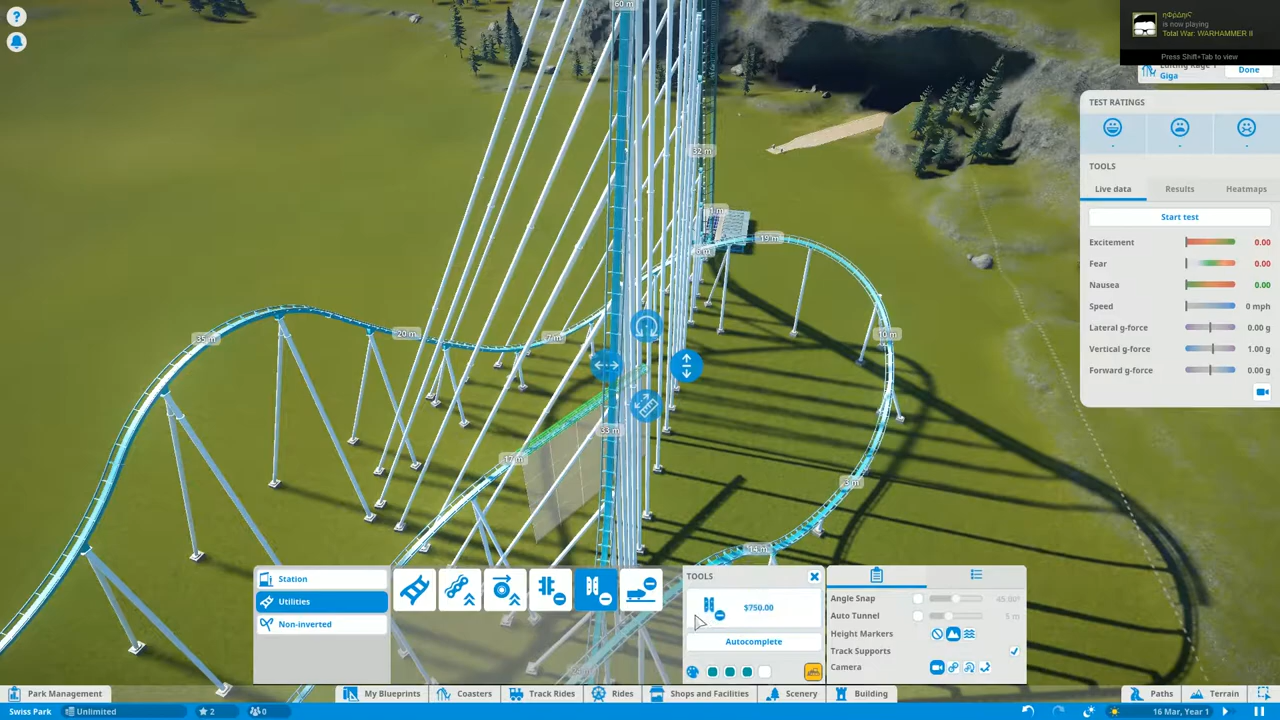 ηΦβΔηίς
is now playing
Total War: WARHAMMER II
Press Shift+Tab to view
Giga
Done
TEST RATINGS
- - -
TOOLS
Live data Results Heatmaps
Start test
Excitement 0.00
Fear 0.00
Nausea 0.00
Speed 0 mph
Lateral g-force 0.00 g
Vertical g-force 1.00 g
Forward g-force 0.00 g
60 m
32 m
1 m
19 m
35 m
20 m
7 m
10 m
33 m
17 m
3 m
14 m
Station
Utilities
Non-inverted
TOOLS
$750.00
Autocomplete
Angle Snap 45.00°
Auto Tunnel 5 m
Height Markers
Track Supports
Camera
Park Management
My Blueprints
Coasters
Track Rides
Rides
Shops and Facilities
Scenery
Building
Paths
Terrain
Swiss Park Unlimited 2 0
16 Mar, Year 1